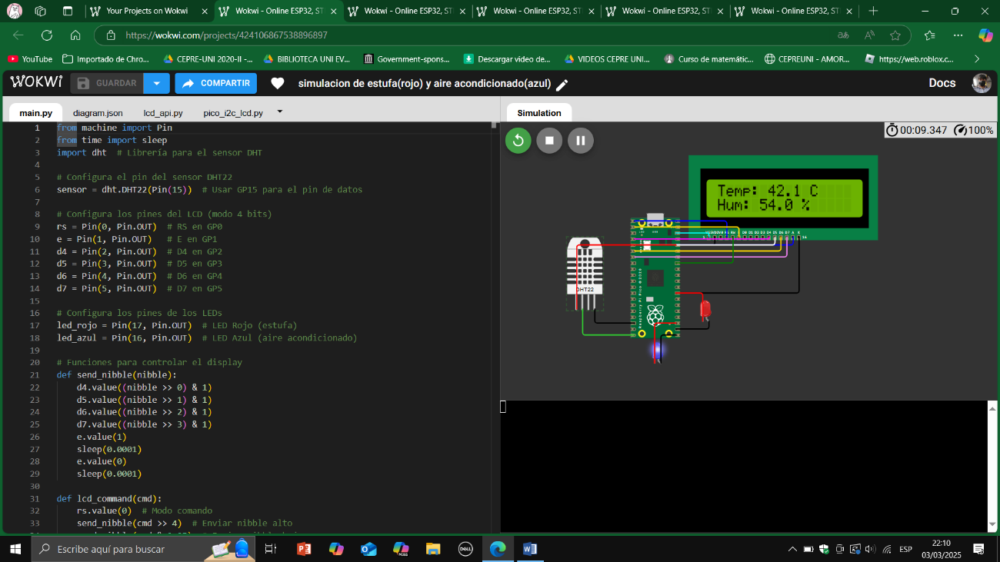 Your Projects on Wokwi
Wokwi - Online ESP32, ST
Wokwi - Online ESP32, ST
Wokwi - Online ESP32, ST
Wokwi - Online ESP32, ST
Wokwi - Online ESP32, ST
https://wokwi.com/projects/424106867538896897
YouTube
Importado de Chro...
CEPRE-UNI 2020-II -...
BIBLIOTECA UNI EV...
Government-spons...
Descargar video de...
VIDEOS CEPRE UNI...
Curso de matemátic...
CEPREUNI - AMOR...
https://web.roblox.c...
WOKWi
GUARDAR
COMPARTIR
simulacion de estufa(rojo) y aire acondicionado(azul)
Docs
main.py
diagram.json
lcd_api.py
pico_i2c_lcd.py
1 from machine import Pin
2 from time import sleep
3 import dht # Librería para el sensor DHT
4
5 # Configura el pin del sensor DHT22
6 sensor = dht.DHT22(Pin(15)) # Usar GP15 para el pin de datos
7
8 # Configura los pines del LCD (modo 4 bits)
9 rs = Pin(0, Pin.OUT) # RS en GP0
10 e = Pin(1, Pin.OUT) # E en GP1
11 d4 = Pin(2, Pin.OUT) # D4 en GP2
12 d5 = Pin(3, Pin.OUT) # D5 en GP3
13 d6 = Pin(4, Pin.OUT) # D6 en GP4
14 d7 = Pin(5, Pin.OUT) # D7 en GP5
15
16 # Configura los pines de los LEDs
17 led_rojo = Pin(17, Pin.OUT) # LED Rojo (estufa)
18 led_azul = Pin(16, Pin.OUT) # LED Azul (aire acondicionado)
19
20 # Funciones para controlar el display
21 def send_nibble(nibble):
22 d4.value((nibble >> 0) & 1)
23 d5.value((nibble >> 1) & 1)
24 d6.value((nibble >> 2) & 1)
25 d7.value((nibble >> 3) & 1)
26 e.value(1)
27 sleep(0.0001)
28 e.value(0)
29 sleep(0.0001)
30
31 def lcd_command(cmd):
32 rs.value(0) # Modo comando
33 send_nibble(cmd >> 4) # Enviar nibble alto
Simulation
00:09.347
100%
Temp: 42.1 C
Hum: 54.0 %
D0 D1 D2 D3 D4 D5 D6 D7 A K
16
DHT22
Raspberry Pi Pico ©2020
Escribe aquí para buscar
DELL
ESP
22:10
03/03/2025